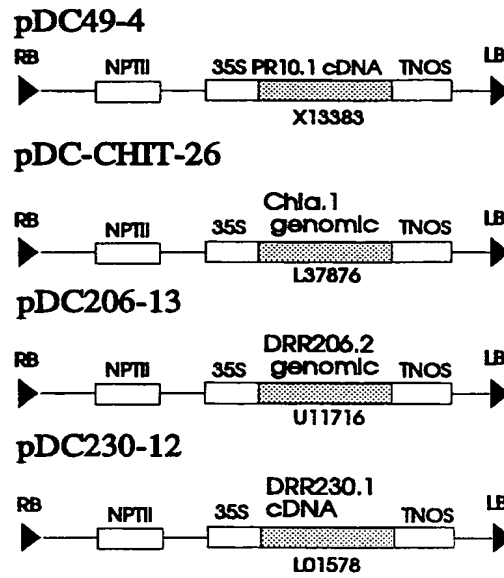 pDC49-4
RB NPTII 35S PR10.1 cDNA TNOS LB
X13383
pDC-CHIT-26
RB NPTII 35S Chia.1 genomic TNOS LB
L37876
pDC206-13
RB NPTII 35S DRR206.2 genomic TNOS LB
U11716
pDC230-12
RB NPTII 35S DRR230.1 cDNA TNOS LB
L01578